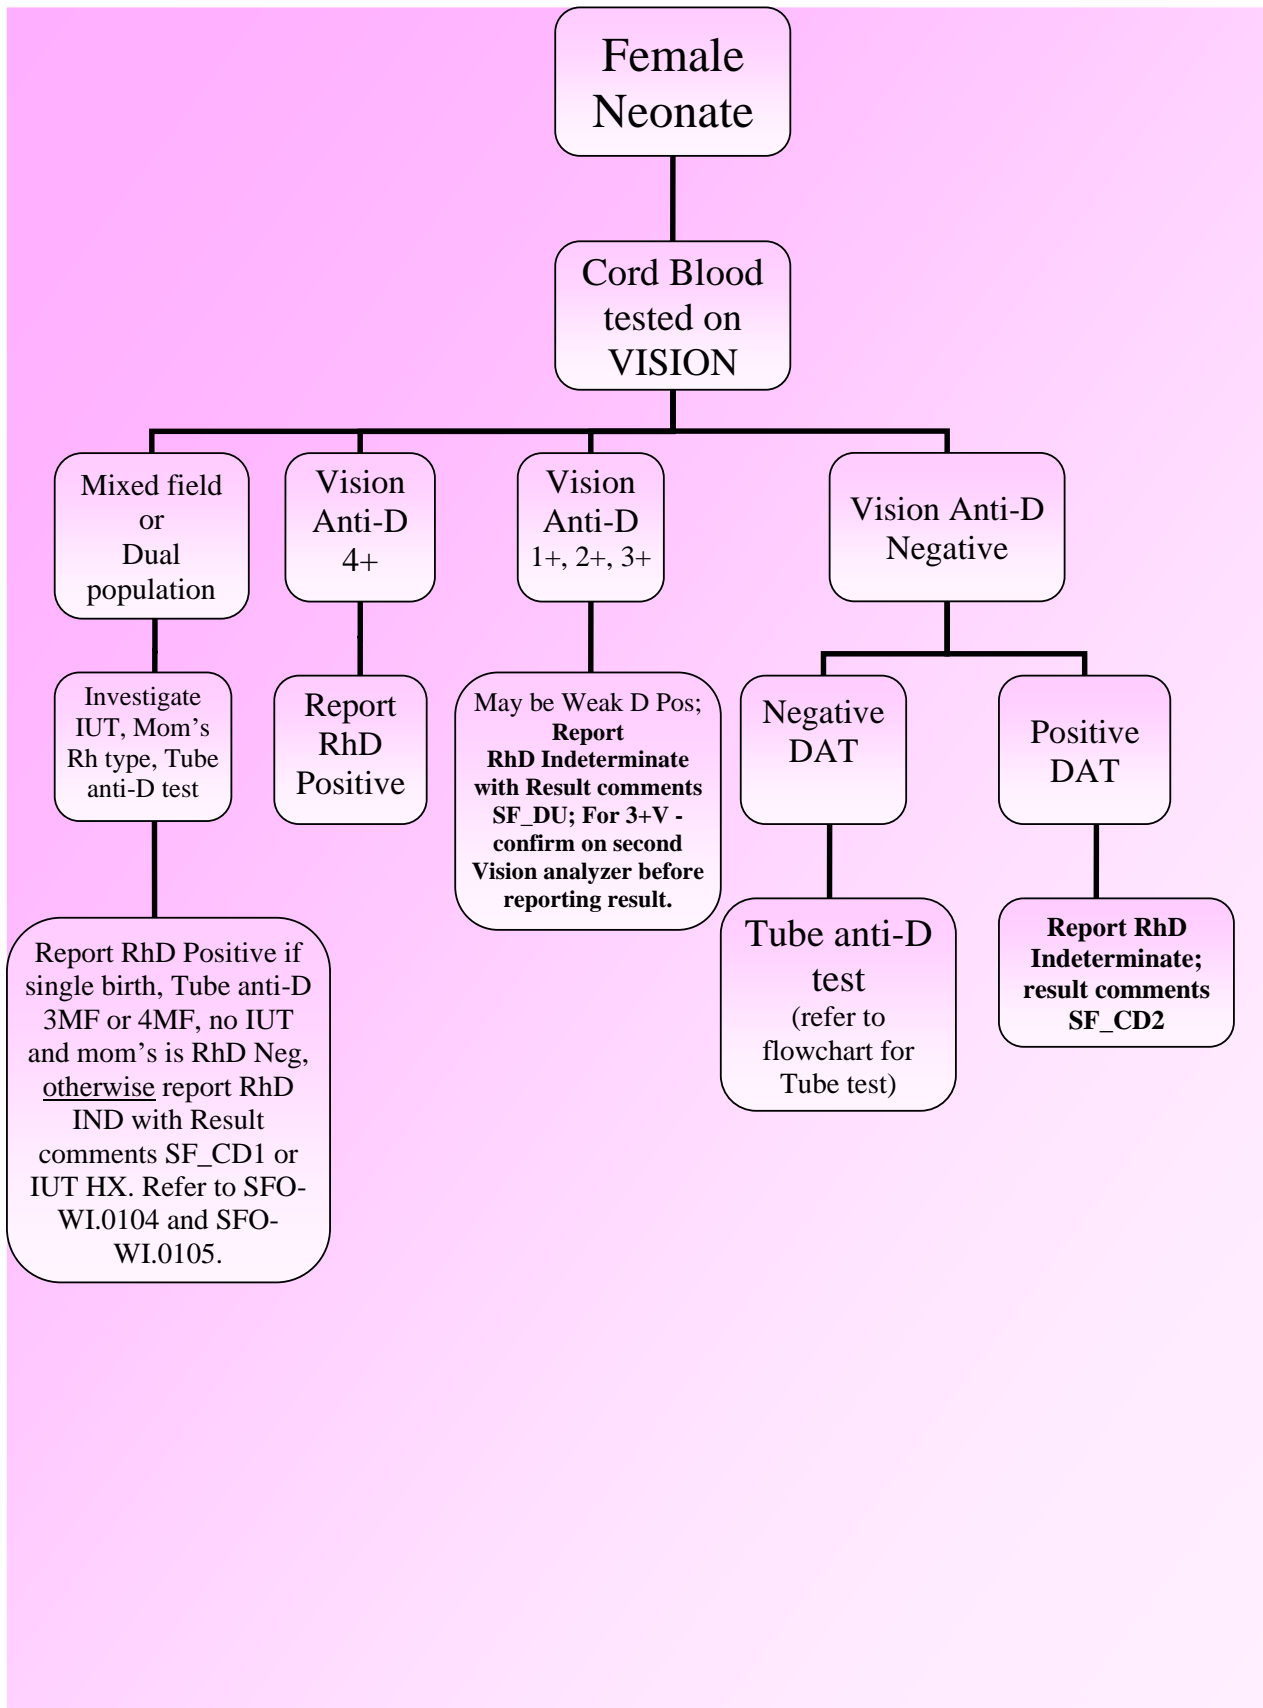 Female
Neonate
Cord Blood
tested on
VISION
Mixed field
or
Dual
population
Vision
Anti-D
4+
Vision
Anti-D
1+, 2+, 3+
Vision Anti-D
Negative
Investigate
IUT, Mom’s
Rh type, Tube
anti-D test
Report
RhD
Positive
May be Weak D Pos;
Report
RhD Indeterminate
with Result comments
SF_DU; For 3+V -
confirm on second
Vision analyzer before
reporting result.
Negative
DAT
Positive
DAT
Report RhD Positive if
single birth, Tube anti-D
3MF or 4MF, no IUT
and mom’s is RhD Neg,
otherwise report RhD
IND with Result
comments SF_CD1 or
IUT HX. Refer to SFO-
WI.0104 and SFO-
WI.0105.
Tube anti-D
test
(refer to
flowchart for
Tube test)
Report RhD
Indeterminate;
result comments
SF_CD2